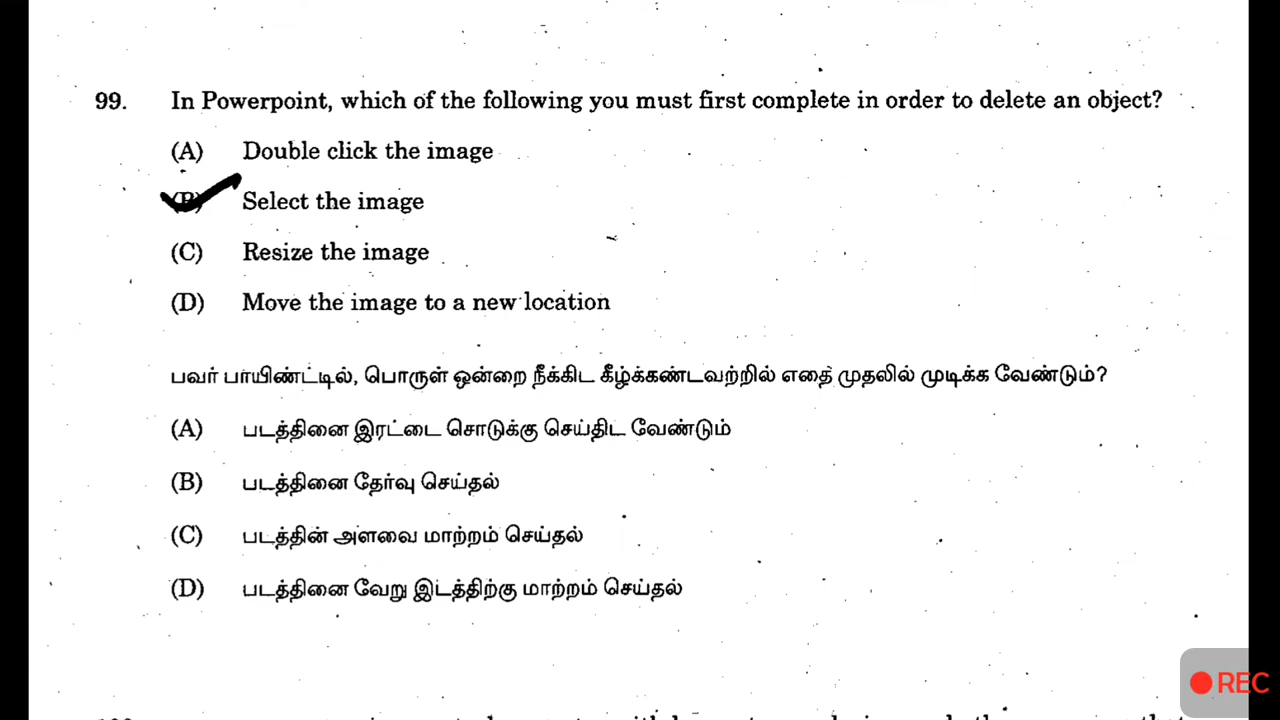 99. In Powerpoint, which of the following you must first complete in order to delete an object?
(A) Double click the image
(B) Select the image
(C) Resize the image
(D) Move the image to a new location
பவர் பாயிண்ட்டில், பொருள் ஒன்றை நீக்கிட கீழ்க்கண்டவற்றில் எதை முதலில் முடிக்க வேண்டும்?
(A) படத்தினை இரட்டை சொடுக்கு செய்திட வேண்டும்
(B) படத்தினை தேர்வு செய்தல்
(C) படத்தின் அளவை மாற்றம் செய்தல்
(D) படத்தினை வேறு இடத்திற்கு மாற்றம் செய்தல்
REC